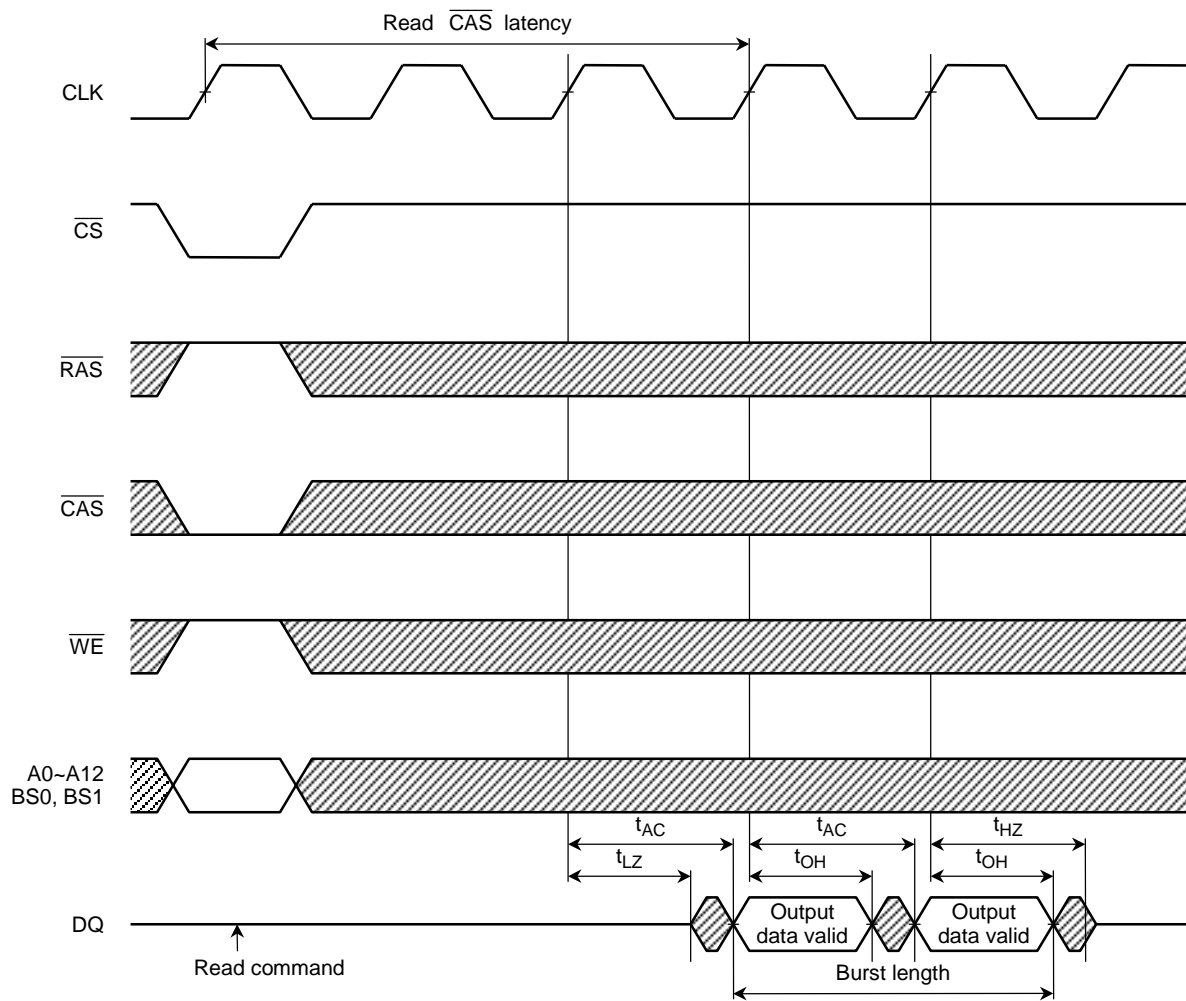 Read CAS latency
CLK
CS
RAS
CAS
WE
A0~A12
BS0, BS1
tAC
tAC
tHZ
tLZ
tOH
tOH
DQ
Output
data valid
Output
data valid
Read command
Burst length